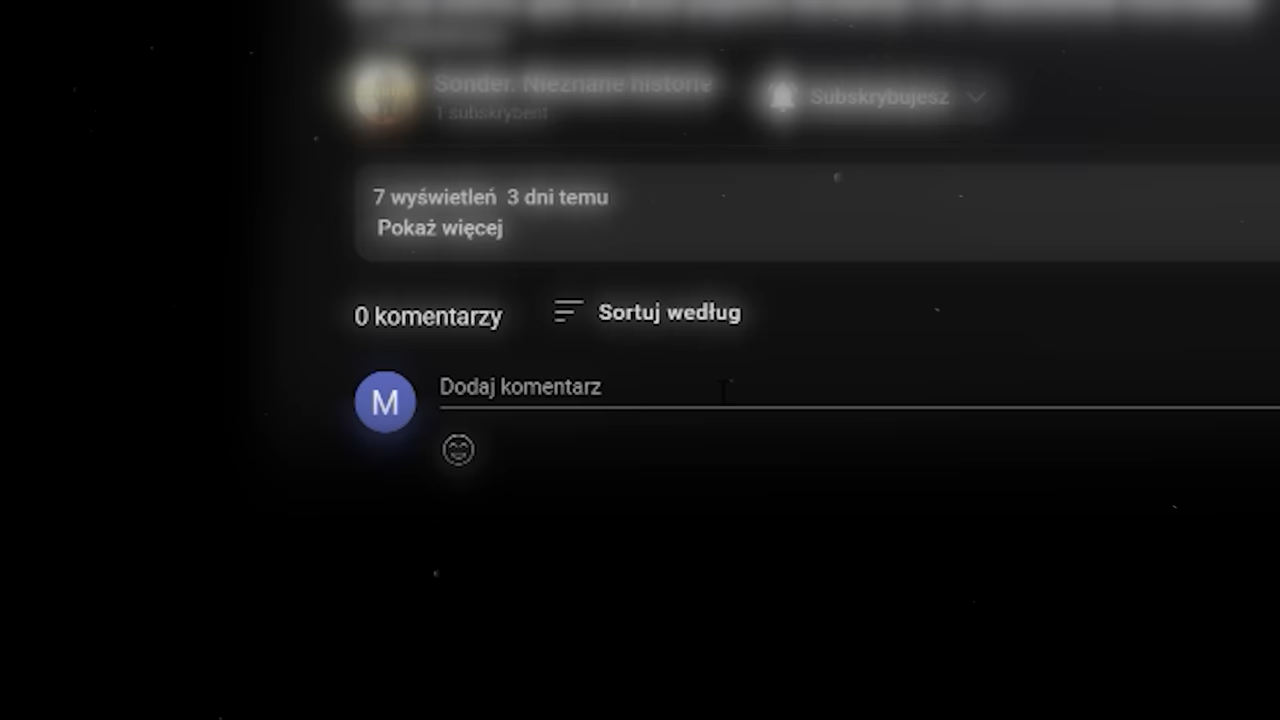 Sonder. Nieznane historie
Subskrybujesz
1 subskrybent
7 wyświetleń 3 dni temu
Pokaż więcej
0 komentarzy
Sortuj według
M
Dodaj komentarz